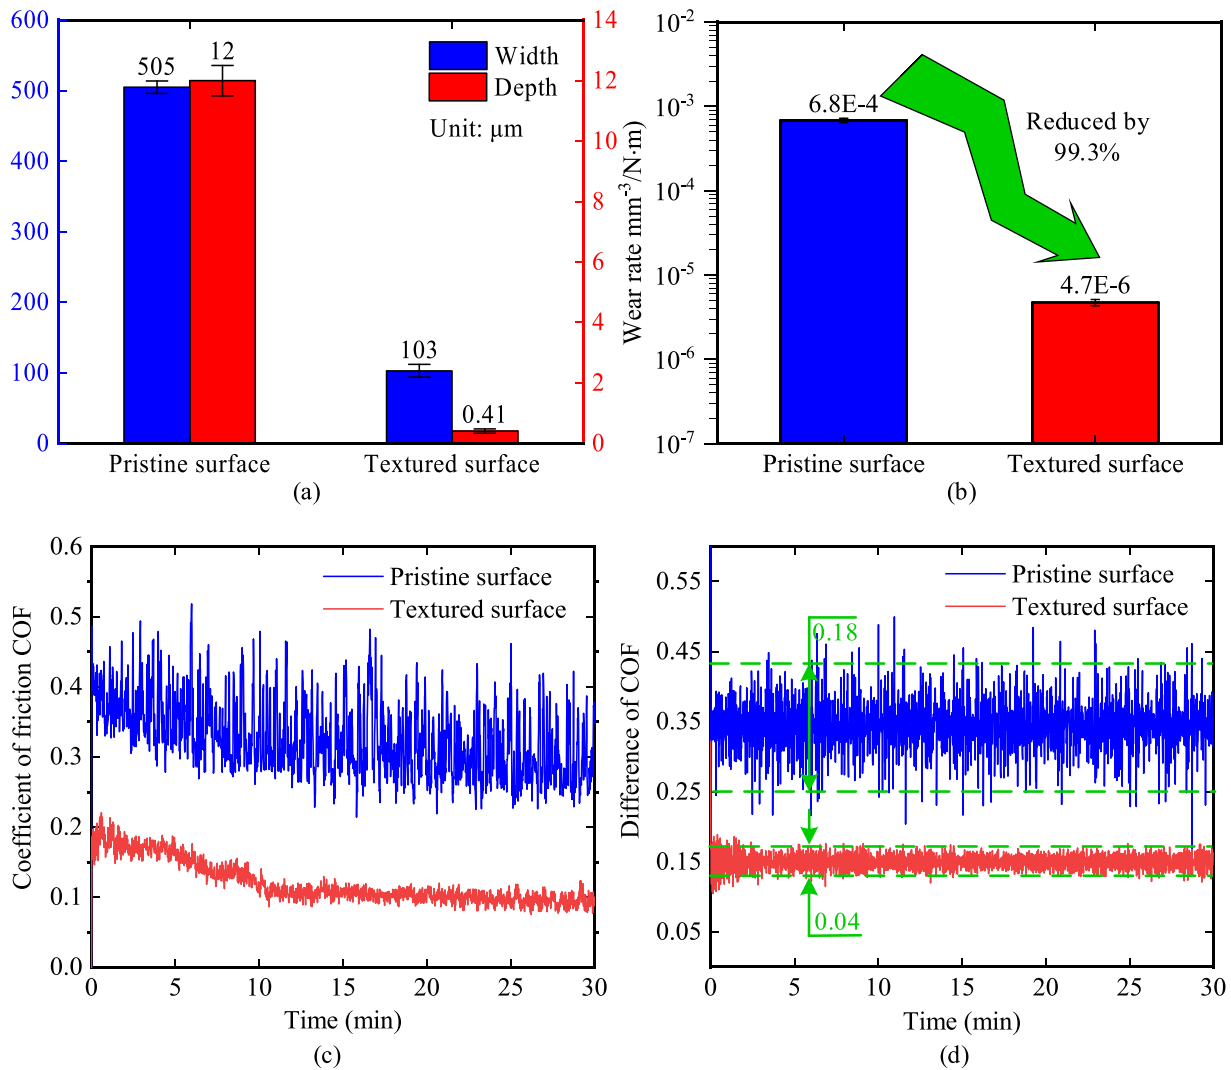 600
500
400
300
200
100
0
505
12
103
0.41
Width
Depth
Unit: μm
14
12
10
8
6
4
2
0
Pristine surface
Textured surface
(a)
Wear rate mm⁻³/N·m
10⁻²
10⁻³
10⁻⁴
10⁻⁵
10⁻⁶
10⁻⁷
6.8E-4
Reduced by
99.3%
4.7E-6
Pristine surface
Textured surface
(b)
Coefficient of friction COF
0.6
0.5
0.4
0.3
0.2
0.1
0.0
Pristine surface
Textured surface
0
5
10
15
20
25
30
Time (min)
(c)
Difference of COF
0.55
0.45
0.35
0.25
0.15
0.05
Pristine surface
Textured surface
0.18
0.04
0
5
10
15
20
25
30
Time (min)
(d)